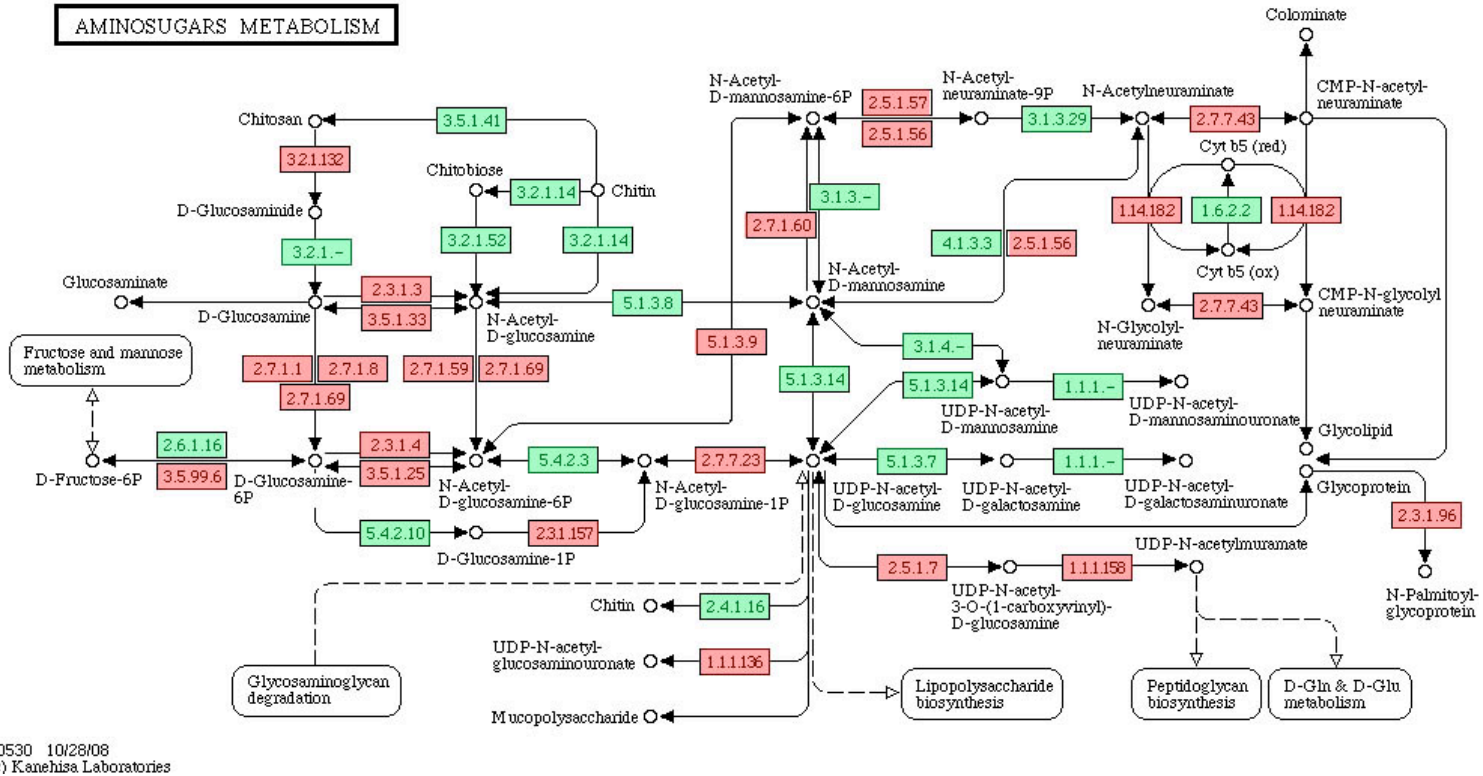 AMINOSUGARS METABOLISM
Colominate
N-Acetyl-
D-mannosamine-6P
2.5.1.57
2.5.1.56
N-Acetyl-
neuraminate-9P
3.1.3.29
N-Acetylneuraminate
2.7.7.43
CMP-N-acetyl-
neuraminate
Chitosan
3.5.1.41
3.2.1.132
Chitobiose
3.2.1.14
Chitin
Cyt b5 (red)
D-Glucosaminide
3.2.1.52
3.2.1.14
2.7.1.60
3.1.3.-
4.1.3.3
2.5.1.56
1.14.18.2
1.6.2.2
1.14.18.2
3.2.1.-
Cyt b5 (ox)
Glucosaminate
2.3.1.3
3.5.1.33
D-Glucosamine
N-Acetyl-
D-glucosamine
5.1.3.8
N-Acetyl-
D-mannosamine
N-Glycolyl-
neuraminate
2.7.7.43
CMP-N-glycolyl
neuraminate
Fructose and mannose
metabolism
2.7.1.1
2.7.1.8
2.7.1.69
2.7.1.59
2.7.1.69
5.1.3.9
5.1.3.14
3.1.4.-
5.1.3.14
UDP-N-acetyl-
D-mannosamine
1.1.1.-
UDP-N-acetyl-
D-mannosaminouronate
Glycolipid
D-Fructose-6P
2.6.1.16
3.5.99.6
D-Glucosamine-
6P
2.3.1.4
3.5.1.25
N-Acetyl-
D-glucosamine-6P
5.4.2.3
N-Acetyl-
D-glucosamine-1P
2.7.7.23
UDP-N-acetyl-
D-glucosamine
5.1.3.7
UDP-N-acetyl-
D-galactosamine
1.1.1.-
UDP-N-acetyl-
D-galactosaminuronate
Glycoprotein
2.3.1.96
N-Palmitoyl-
glycoprotein
5.4.2.10
D-Glucosamine-1P
2.3.1.157
2.5.1.7
UDP-N-acetyl-
3-O-(1-carboxyvinyl)-
D-glucosamine
1.1.1.158
UDP-N-acetylmuramate
Chitin
2.4.1.16
UDP-N-acetyl-
glucosaminouronate
1.1.1.136
Mucopolysaccharide
Glycosaminoglycan
degradation
Lipopolysaccharide
biosynthesis
Peptidoglycan
biosynthesis
D-Gln & D-Glu
metabolism
0530 10/28/08
) Kanehisa Laboratories